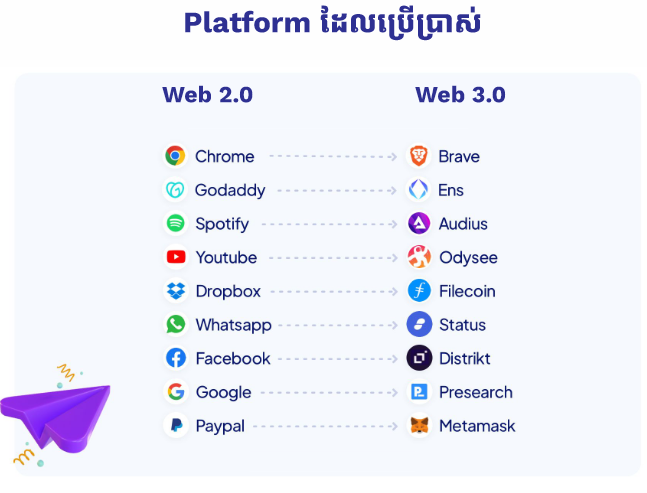 Platform ដែលប្រើប្រាស់
Web 2.0 Web 3.0
Chrome Brave
Godaddy Ens
Spotify Audius
Youtube Odysee
Dropbox Filecoin
Whatsapp Status
Facebook Distrikt
Google Presearch
Paypal Metamask